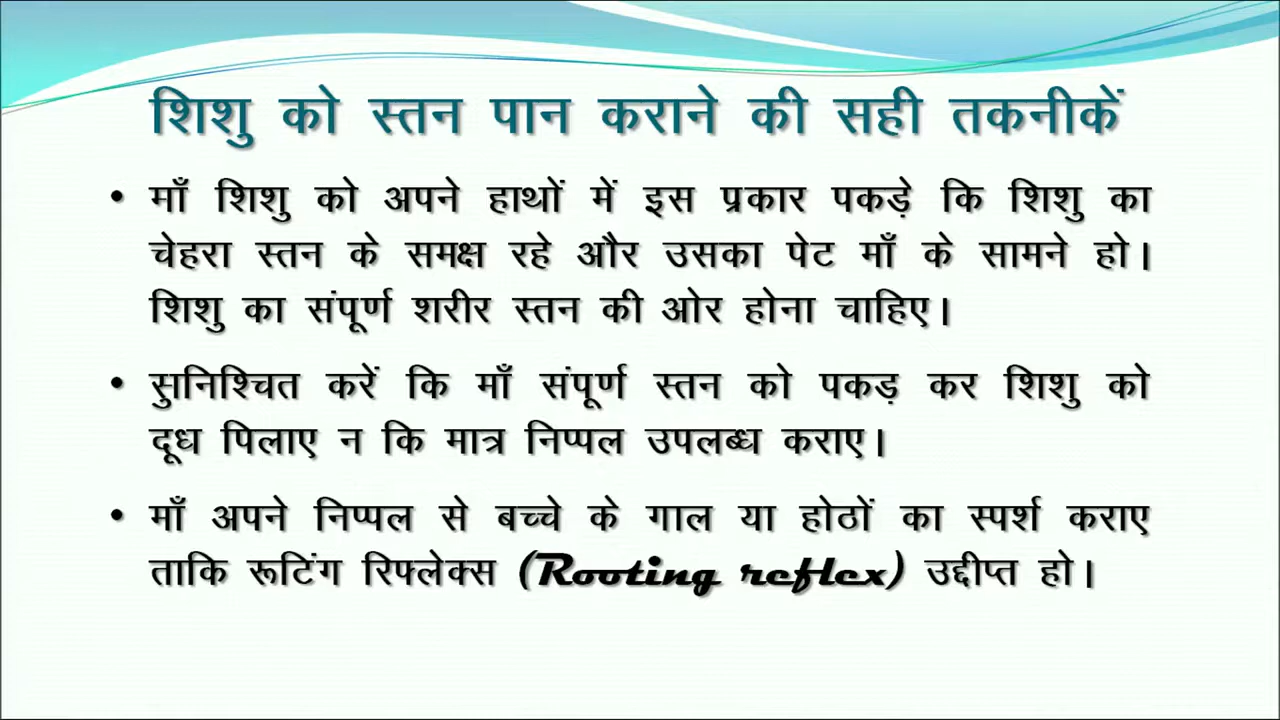 शिशु को स्तन पान कराने की सही तकनीकें
• माँ शिशु को अपने हाथों में इस प्रकार पकड़े कि शिशु का
चेहरा स्तन के समक्ष रहे और उसका पेट माँ के सामने हो।
शिशु का संपूर्ण शरीर स्तन की ओर होना चाहिए।
• सुनिश्चित करें कि माँ संपूर्ण स्तन को पकड़ कर शिशु को
दूध पिलाए न कि मात्र निप्पल उपलब्ध कराए।
• माँ अपने निप्पल से बच्चे के गाल या होठों का स्पर्श कराए
ताकि रूटिंग रिफ्लेक्स (Rooting reflex) उद्दीप्त हो।